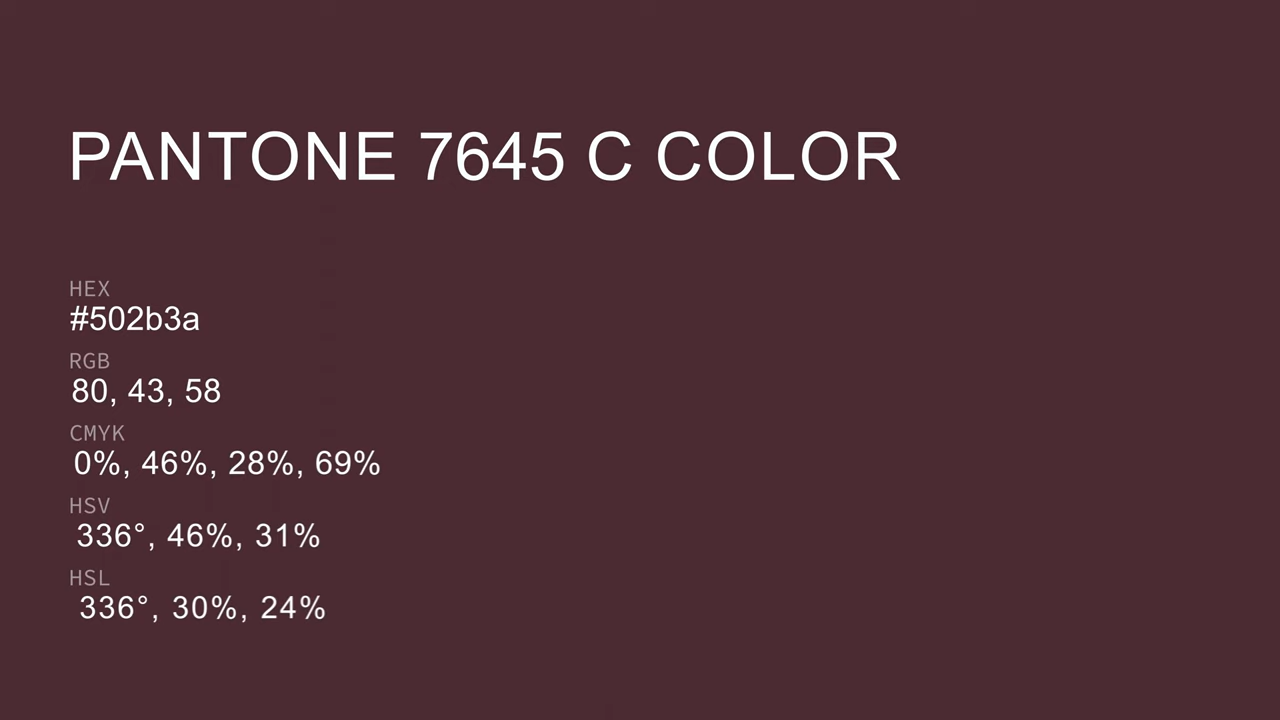 PANTONE 7645 C COLOR
HEX
#502b3a
RGB
80, 43, 58
CMYK
0%, 46%, 28%, 69%
HSV
336°, 46%, 31%
HSL
336°, 30%, 24%